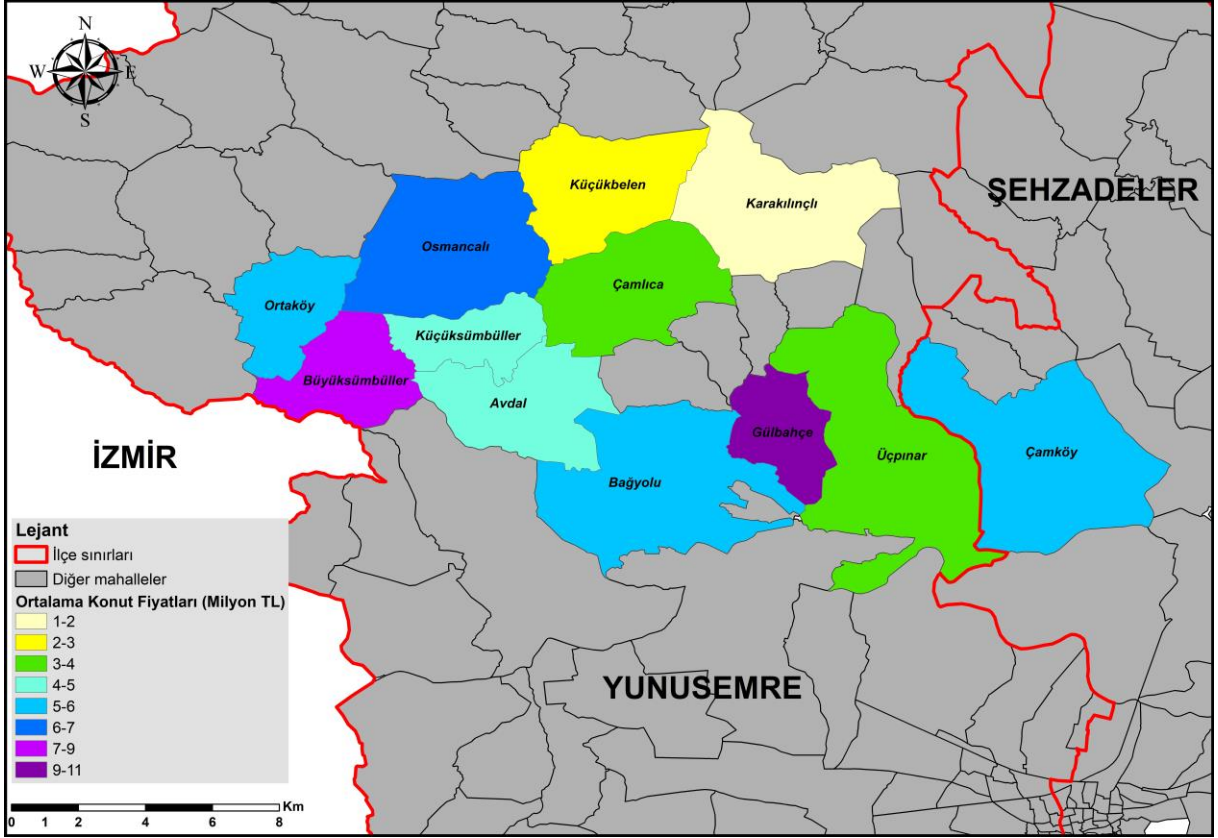 N
W
E
S
Küçükbelen
Karakılınçlı
ŞEHZADELER
Osmancalı
Çamlıca
Ortaköy
Küçüksümbüller
Büyüksümbüller
Avdal
Gülbahçe
Üçpınar
Çamköy
İZMİR
Bağyolu
YUNUSEMRE
Lejant
İlçe sınırları
Diğer mahalleler
Ortalama Konut Fiyatları (Milyon TL)
1-2
2-3
3-4
4-5
5-6
6-7
7-9
9-11
Km
0 1 2 4 6 8